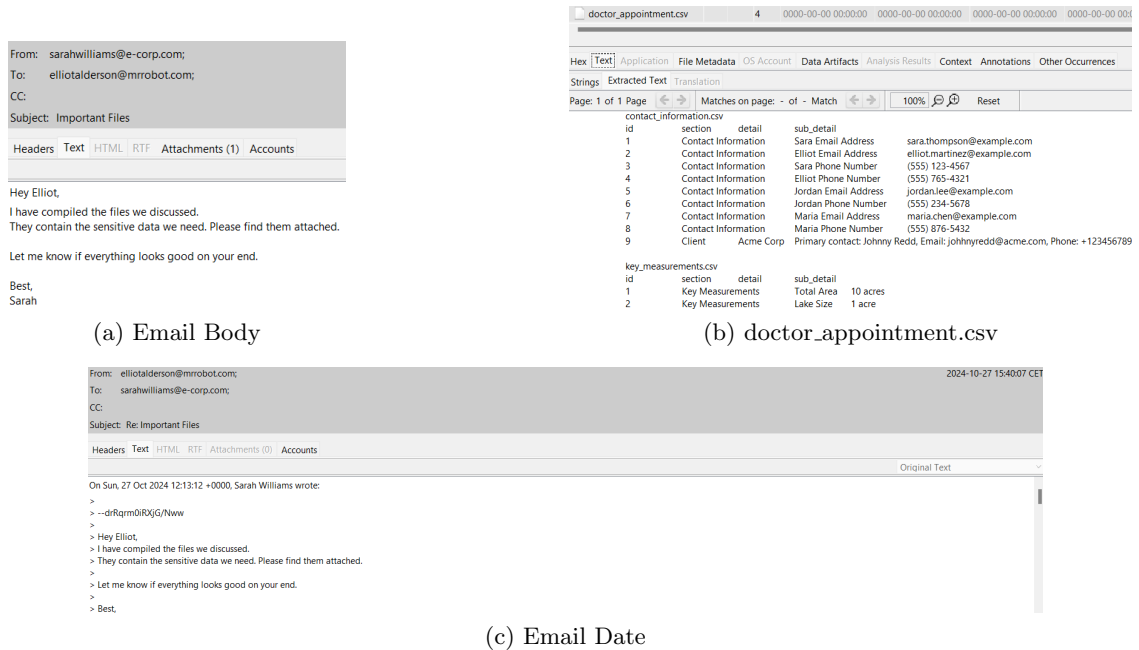 From: sarahwilliams@e-corp.com;
To: elliotalderson@mrrobot.com;
CC:
Subject: Important Files
Headers Text HTML RTF Attachments (1) Accounts
Hey Elliot,
I have compiled the files we discussed.
They contain the sensitive data we need. Please find them attached.
Let me know if everything looks good on your end.
Best,
Sarah
(a) Email Body
doctor_appointment.csv 4 0000-00-00 00:00:00 0000-00-00 00:00:00 0000-00-00 00:00:00 0000-00-00 00:0
Hex Text Application File Metadata OS Account Data Artifacts Analysis Results Context Annotations Other Occurrences
Strings Extracted Text Translation
Page: 1 of 1 Page Matches on page: - of - Match 100% Reset
contact_information.csv
id section detail sub_detail
1 Contact Information Sara Email Address sara.thompson@example.com
2 Contact Information Elliot Email Address elliot.martinez@example.com
3 Contact Information Sara Phone Number (555) 123-4567
4 Contact Information Elliot Phone Number (555) 765-4321
5 Contact Information Jordan Email Address jordan.lee@example.com
6 Contact Information Jordan Phone Number (555) 234-5678
7 Contact Information Maria Email Address maria.chen@example.com
8 Contact Information Maria Phone Number (555) 876-5432
9 Client Acme Corp Primary contact: Johnny Redd, Email: johhnyredd@acme.com, Phone: +123456789
key_measurements.csv
id section detail sub_detail
1 Key Measurements Total Area 10 acres
2 Key Measurements Lake Size 1 acre
(b) doctor_appointment.csv
From: elliotalderson@mrrobot.com; 2024-10-27 15:40:07 CET
To: sarahwilliams@e-corp.com;
CC:
Subject: Re: Important Files
Headers Text HTML RTF Attachments (0) Accounts
Original Text
On Sun, 27 Oct 2024 12:13:12 +0000, Sarah Williams wrote:
>
> --drRqrm0iRXjG/Nww
>
> Hey Elliot,
> I have compiled the files we discussed.
> They contain the sensitive data we need. Please find them attached.
>
> Let me know if everything looks good on your end.
>
> Best,
(c) Email Date